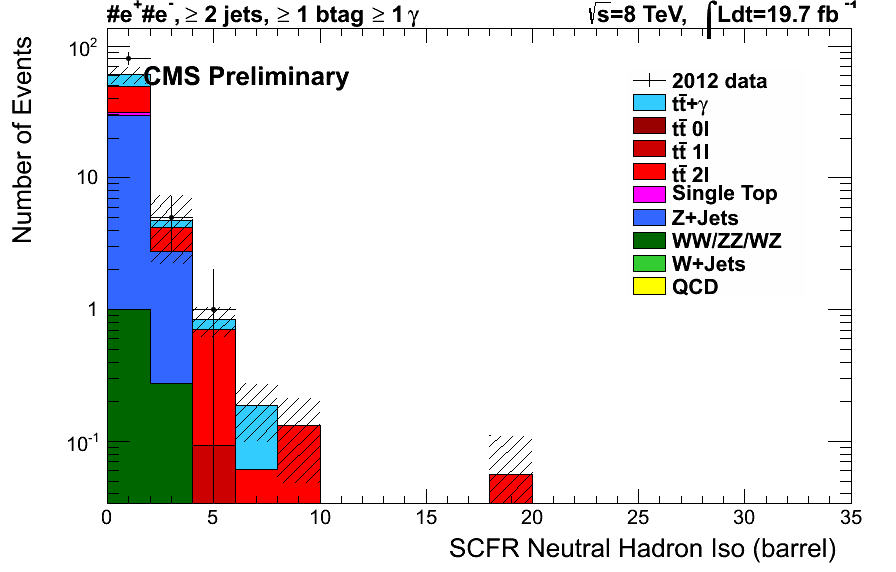 #e+#e-, ≥ 2 jets, ≥ 1 btag ≥ 1 γ
√s=8 TeV, ∫Ldt=19.7 fb-1
CMS Preliminary
Number of Events
10²
10
1
10-1
2012 data
tt̄+γ
tt̄ 0l
tt̄ 1l
tt̄ 2l
Single Top
Z+Jets
WW/ZZ/WZ
W+Jets
QCD
0 5 10 15 20 25 30 35
SCFR Neutral Hadron Iso (barrel)